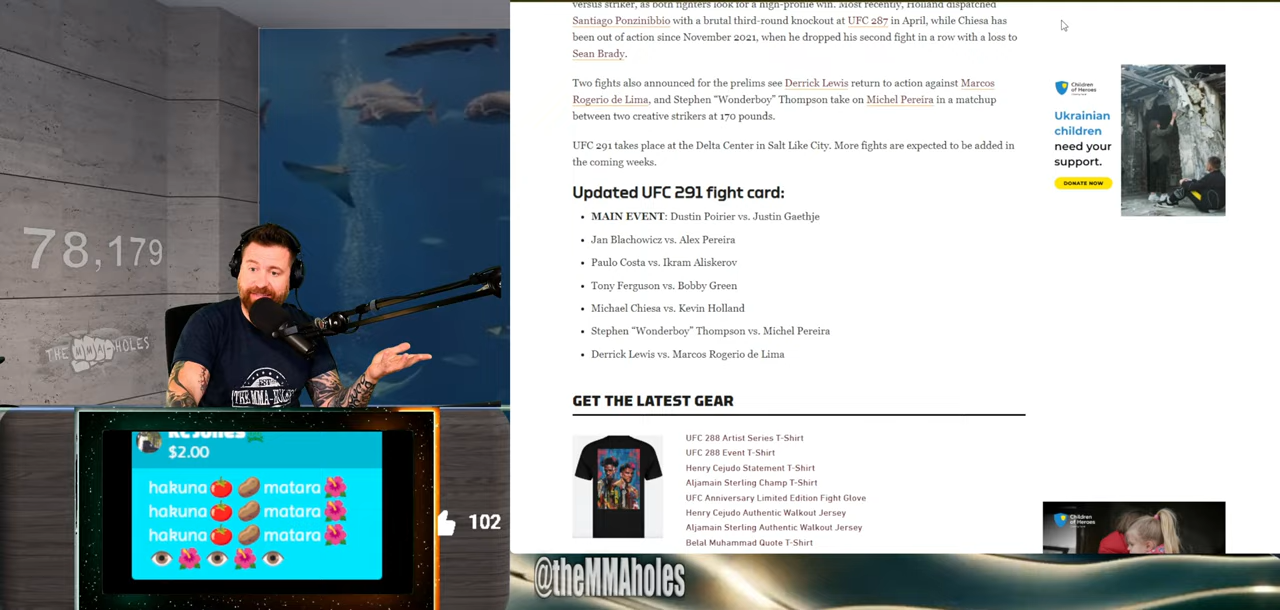 versus striker, as both fighters look for a high-profile win. Most recently, Holland dispatched
Santiago Ponzinibbio with a brutal third-round knockout at UFC 287 in April, while Chiesa has
been out of action since November 2021, when he dropped his second fight in a row with a loss to
Sean Brady.
Two fights also announced for the prelims see Derrick Lewis return to action against Marcos
Rogerio de Lima, and Stephen “Wonderboy” Thompson take on Michel Pereira in a matchup
between two creative strikers at 170 pounds.
UFC 291 takes place at the Delta Center in Salt Like City. More fights are expected to be added in
the coming weeks.
Updated UFC 291 fight card:
• MAIN EVENT: Dustin Poirier vs. Justin Gaethje
• Jan Blachowicz vs. Alex Pereira
• Paulo Costa vs. Ikram Aliskerov
• Tony Ferguson vs. Bobby Green
• Michael Chiesa vs. Kevin Holland
• Stephen “Wonderboy” Thompson vs. Michel Pereira
• Derrick Lewis vs. Marcos Rogerio de Lima
GET THE LATEST GEAR
UFC 288 Artist Series T-Shirt
UFC 288 Event T-Shirt
Henry Cejudo Statement T-Shirt
Aljamain Sterling Champ T-Shirt
UFC Anniversary Limited Edition Fight Glove
Henry Cejudo Authentic Walkout Jersey
Aljamain Sterling Authentic Walkout Jersey
Belal Muhammad Quote T-Shirt
Children
of Heroes
Ukrainian
children
need your
support.
DONATE NOW
Children
of Heroes
78,179
THE MMAHOLES
THE MMA-
$2.00
hakuna🍅🥔matara🌺
hakuna🍅🥔matara🌺
hakuna🍅🥔matara🌺
👁🌺👁🌺👁
102
@theMMAholes